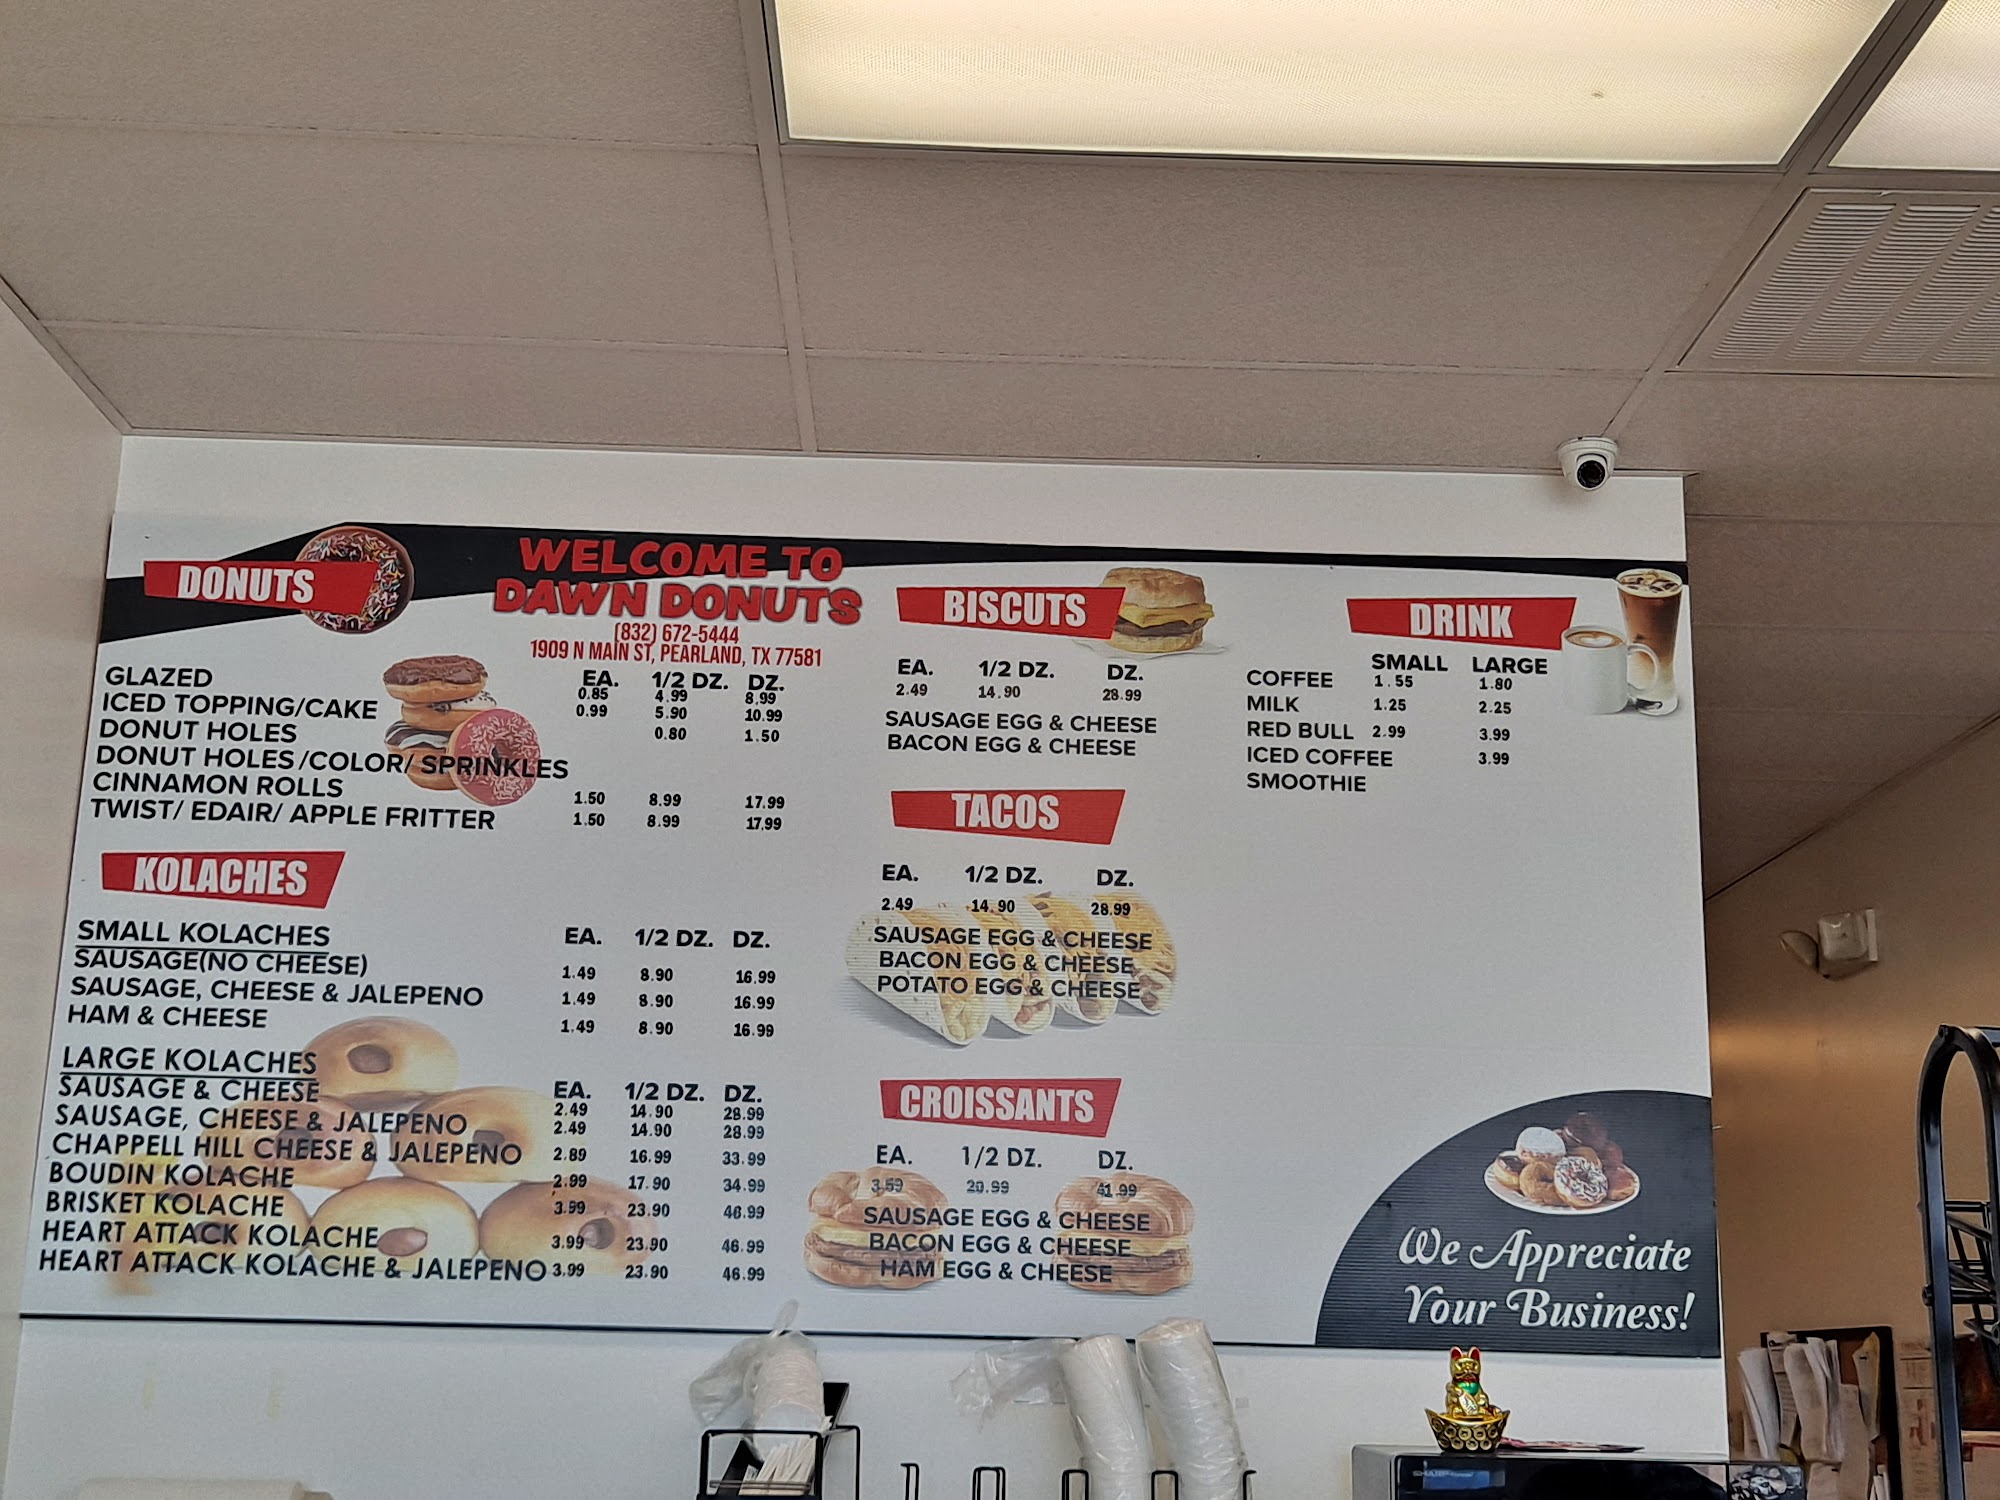 WELCOME TO
DAWN DONUTS
(832) 672-5444
1909 N MAIN ST, PEARLAND, TX 77581
DONUTS
EA. 1/2 DZ. DZ.
GLAZED 0.85 4.99 8.99
ICED TOPPING/CAKE 0.99 5.90 10.99
DONUT HOLES 0.80 1.50
DONUT HOLES/COLOR/ SPRINKLES
CINNAMON ROLLS 1.50 8.99 17.99
TWIST/ EDAIR/ APPLE FRITTER 1.50 8.99 17.99
KOLACHES
SMALL KOLACHES EA. 1/2 DZ. DZ.
SAUSAGE(NO CHEESE) 1.49 8.90 16.99
SAUSAGE, CHEESE & JALEPENO 1.49 8.90 16.99
HAM & CHEESE 1.49 8.90 16.99
LARGE KOLACHES EA. 1/2 DZ. DZ.
SAUSAGE & CHEESE 2.49 14.90 28.99
SAUSAGE, CHEESE & JALEPENO 2.49 14.90 28.99
CHAPPELL HILL CHEESE & JALEPENO 2.89 16.99 33.99
BOUDIN KOLACHE 2.99 17.90 34.99
BRISKET KOLACHE 3.99 23.90 46.99
HEART ATTACK KOLACHE 3.99 23.90 46.99
HEART ATTACK KOLACHE & JALEPENO 3.99 23.90 46.99
BISCUTS
EA. 1/2 DZ. DZ.
2.49 14.90 28.99
SAUSAGE EGG & CHEESE
BACON EGG & CHEESE
TACOS
EA. 1/2 DZ. DZ.
2.49 14.90 28.99
SAUSAGE EGG & CHEESE
BACON EGG & CHEESE
POTATO EGG & CHEESE
CROISSANTS
EA. 1/2 DZ. DZ.
3.59 20.99 41.99
SAUSAGE EGG & CHEESE
BACON EGG & CHEESE
HAM EGG & CHEESE
DRINK
SMALL LARGE
COFFEE 1.55 1.80
MILK 1.25 2.25
RED BULL 2.99 3.99
ICED COFFEE 3.99
SMOOTHIE
We Appreciate
Your Business!
SHARP